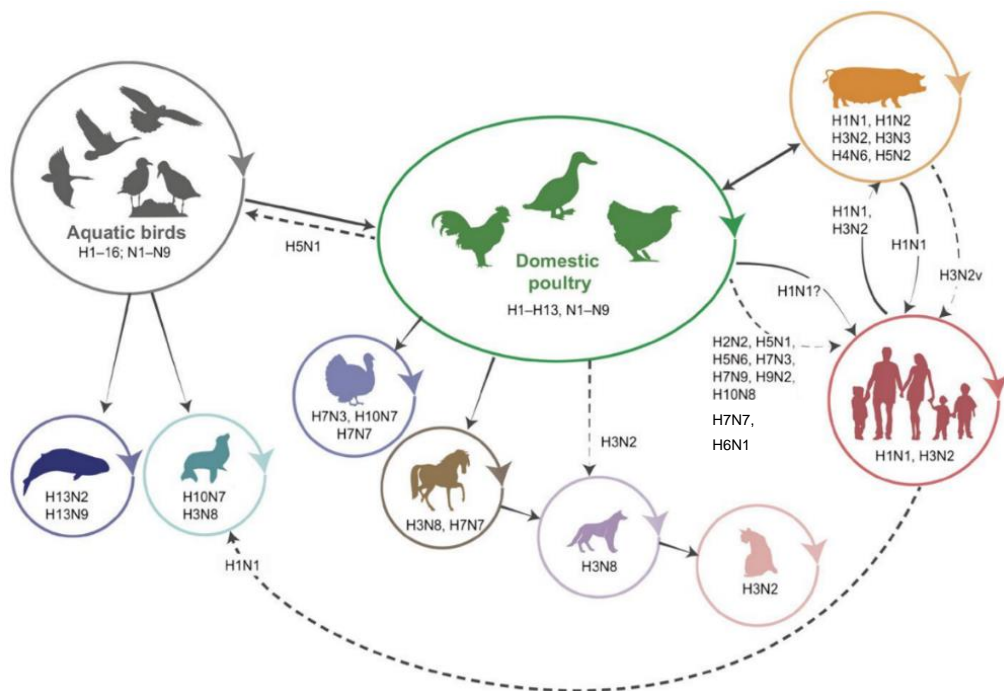 Aquatic birds
H1–16; N1–N9
H5N1
Domestic
poultry
H1–H13, N1–N9
H1N1, H1N2
H3N2, H3N3
H4N6, H5N2
H1N1,
H3N2
H1N1
H3N2v
H1N1?
H2N2, H5N1,
H5N6, H7N3,
H7N9, H9N2,
H10N8
H7N7,
H6N1
H1N1, H3N2
H7N3, H10N7
H7N7
H3N2
H13N2
H13N9
H10N7
H3N8
H3N8, H7N7
H3N8
H3N2
H1N1